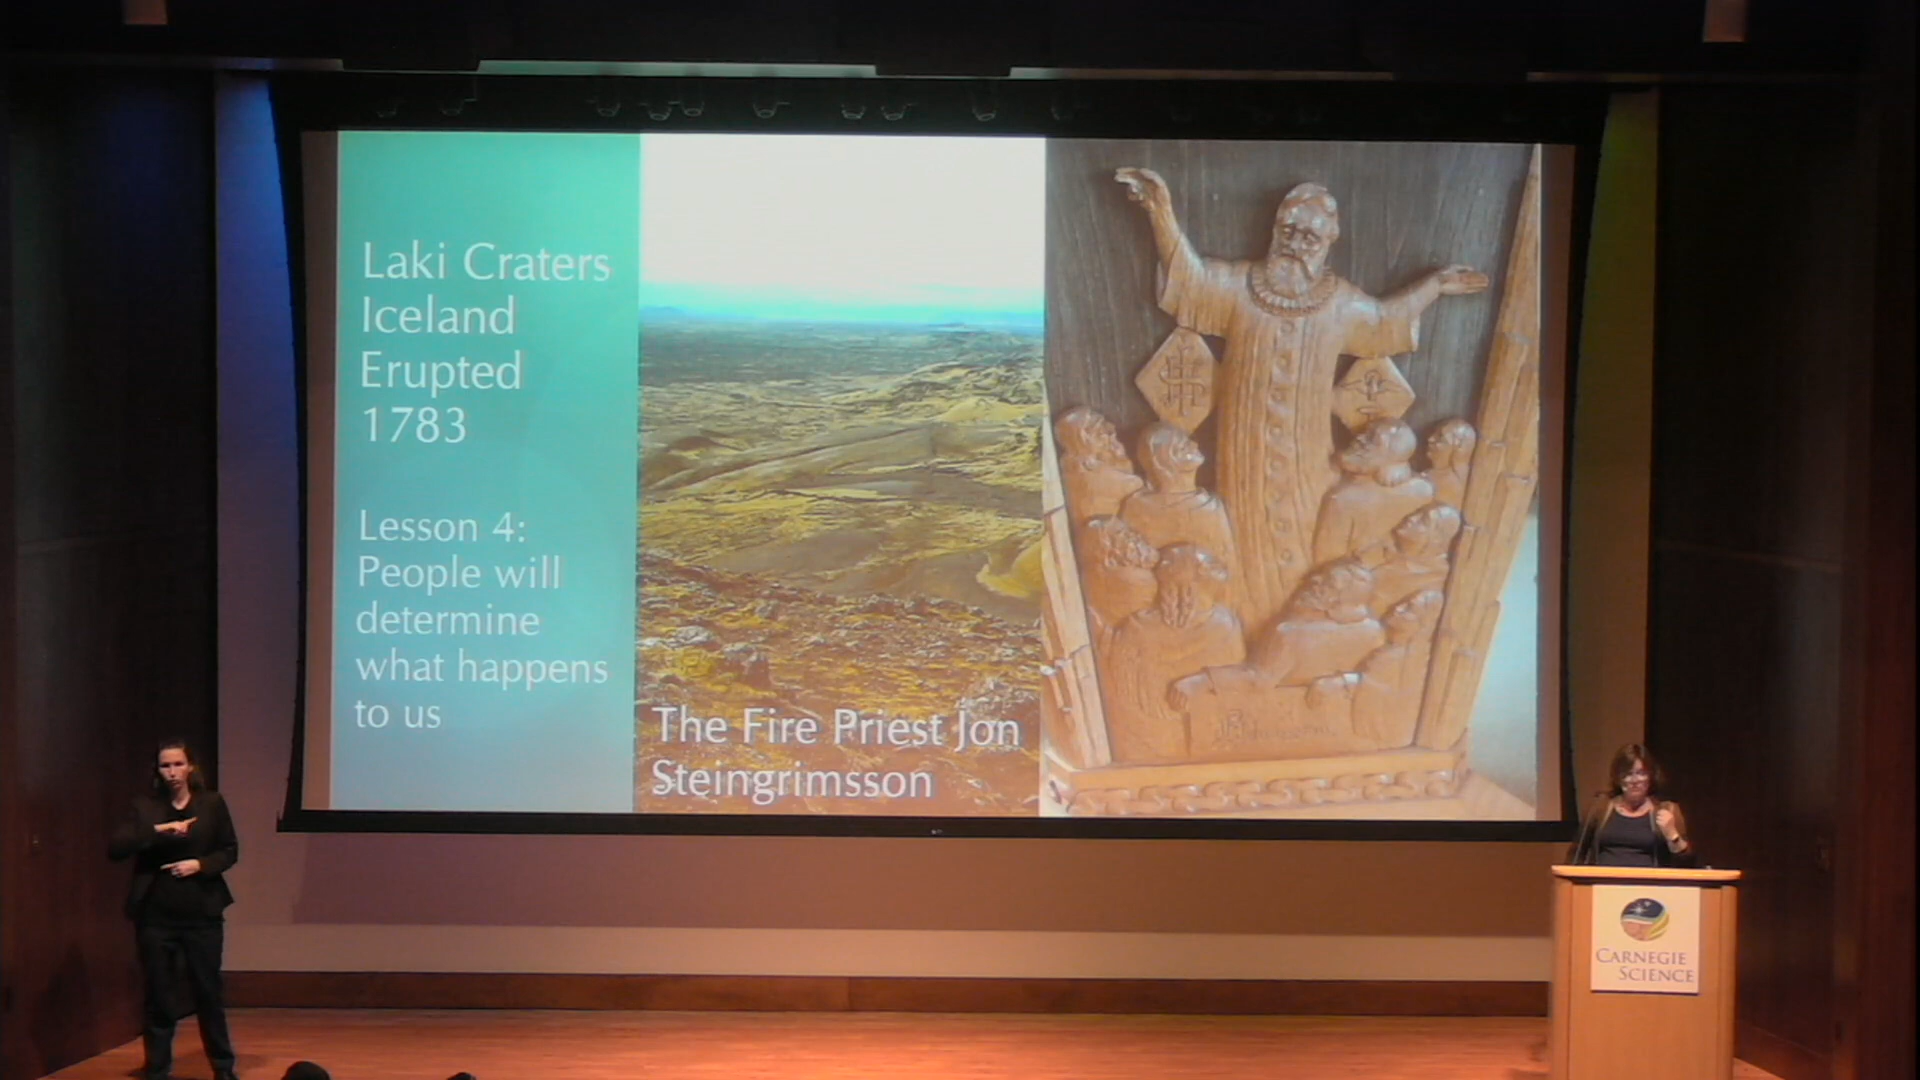 Laki Craters
Iceland
Erupted
1783
Lesson 4:
People will
determine
what happens
to us
The Fire Priest Jon
Steingrimsson
CARNEGIE
SCIENCE